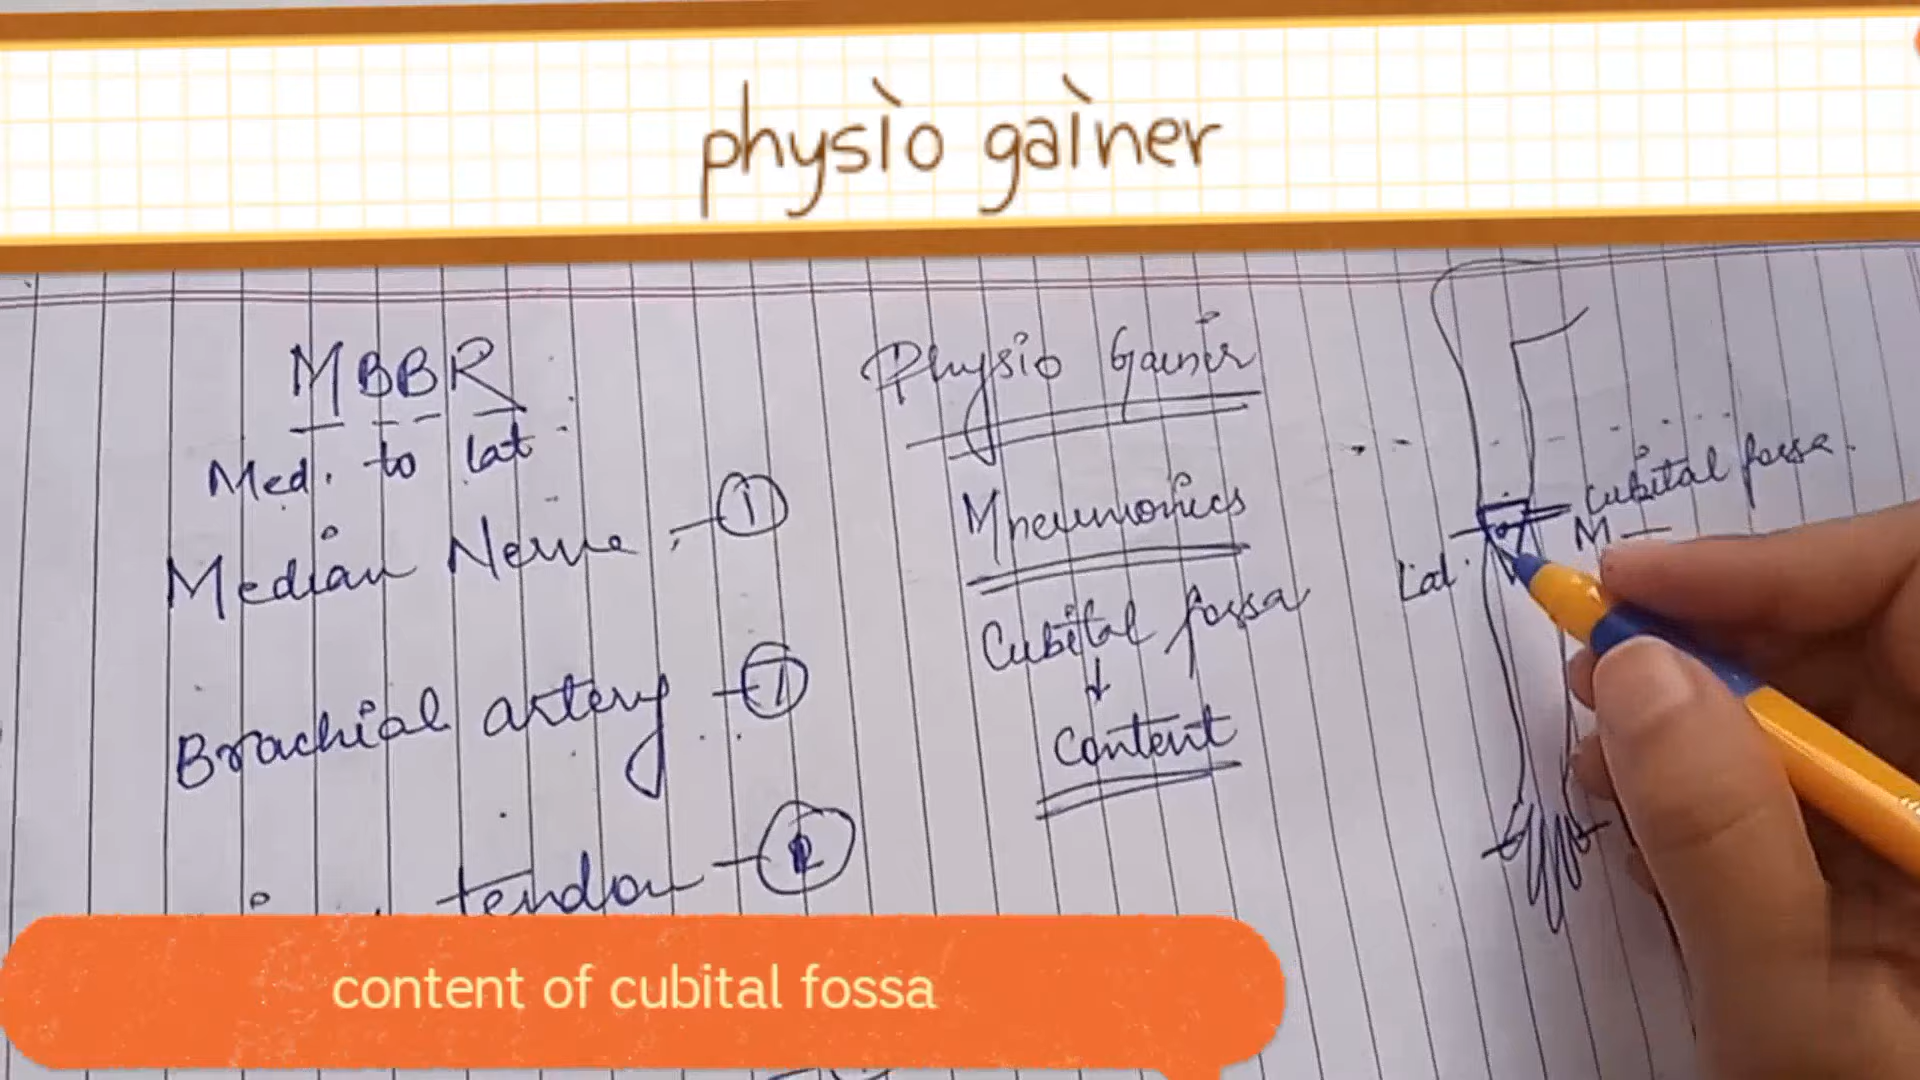 physio gainer
MBBR
Med. to lat
Median Nerve - 1
Brachial artery - 1
tendon - 2
Physio Gainer
Mnemonics
Cubital fossa
Content
Cubital fossa.
M
Lat.
content of cubital fossa